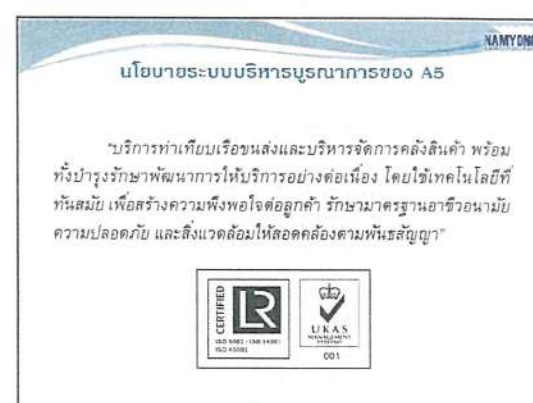 NAMYONG
นโยบายระบบบริหารบูรณาการของ A5
"บริการท่าเทียบเรือขนส่งและบริหารจัดการคลังสินค้า พร้อม
ทั้งบำรุงรักษาพัฒนาการให้บริการอย่างต่อเนื่อง โดยใช้เทคโนโลยีที่
ทันสมัย เพื่อสร้างความพึงพอใจต่อลูกค้า รักษามาตรฐานอาชีวอนามัย
ความปลอดภัย และสิ่งแวดล้อมให้สอดคล้องตามพันธสัญญา"
CERTIFIED
LR
ISO 9001 · ISO 14001
ISO 45001
UKAS
MANAGEMENT
SYSTEMS
001